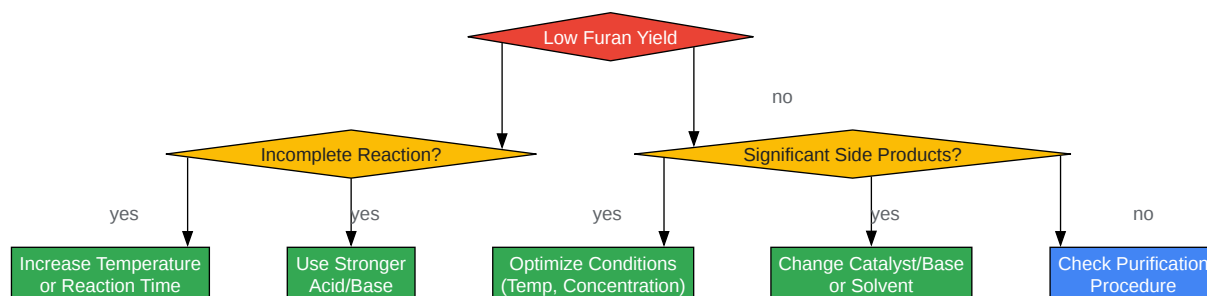 Low Furan Yield
no
Incomplete Reaction?
Significant Side Products?
yes
yes
yes
yes
no
Increase Temperature
or Reaction Time
Use Stronger
Acid/Base
Optimize Conditions
(Temp, Concentration)
Change Catalyst/Base
or Solvent
Check Purification
Procedure